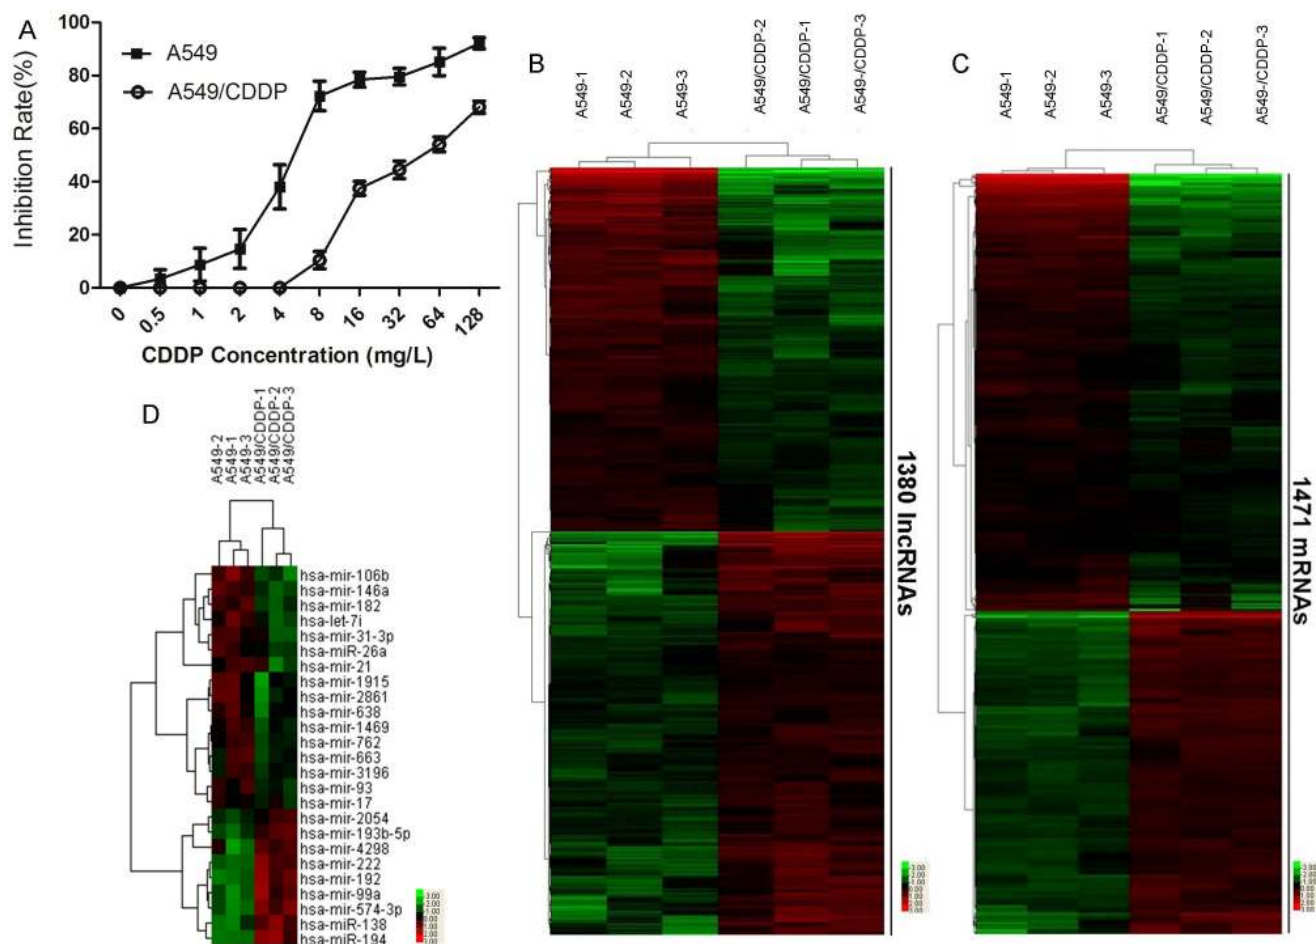 A
100
80
60
40
20
0
Inhibition Rate(%)
A549
A549/CDDP
0
0.5
1
2
4
8
16
32
64
128
CDDP Concentration (mg/L)
B
A549-1
A549-2
A549-3
A549/CDDP-2
A549/CDDP-1
A549-/CDDP-3
1380 lncRNAs
C
A549-1
A549-2
A549-3
A549/CDDP-1
A549/CDDP-2
A549-/CDDP-3
1471 mRNAs
D
A549-2
A549-1
A549-3
A549/CDDP-1
A549/CDDP-2
A549/CDDP-3
hsa-mir-106b
hsa-mir-146a
hsa-mir-182
hsa-let-7i
hsa-mir-31-3p
hsa-miR-26a
hsa-mir-21
hsa-mir-1915
hsa-mir-2861
hsa-mir-638
hsa-mir-1469
hsa-mir-762
hsa-mir-663
hsa-mir-3196
hsa-mir-93
hsa-mir-17
hsa-mir-2054
hsa-mir-193b-5p
hsa-mir-4298
hsa-mir-222
hsa-mir-192
hsa-mir-99a
hsa-mir-574-3p
hsa-miR-138
hsa-miR-194